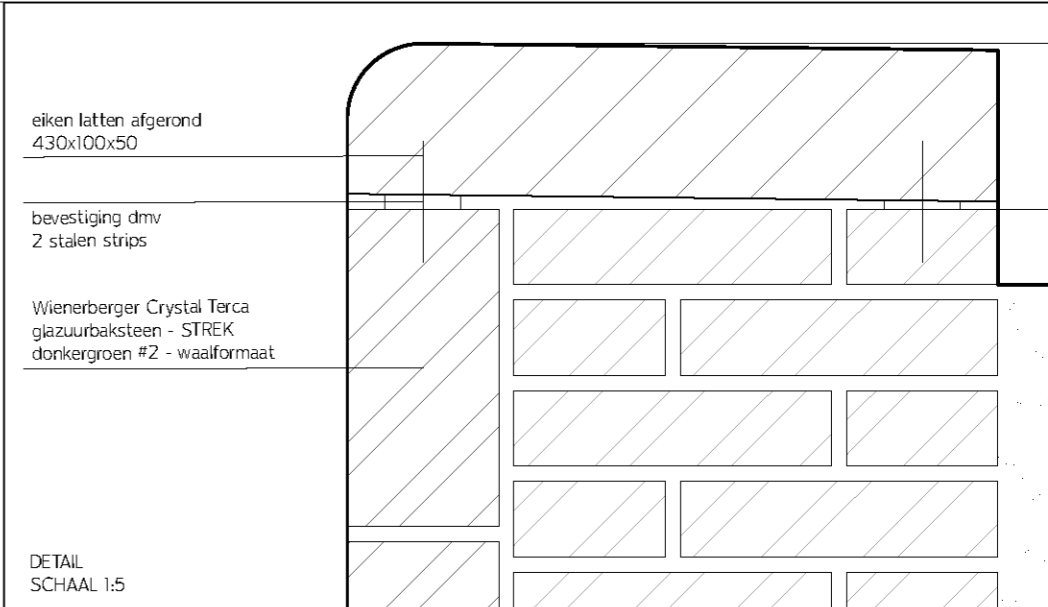 eiken latten afgerond
430x100x50
bevestiging dmv
2 stalen strips
Wienerberger Crystal Terca
glazuurbaksteen - STREK
donkergroen #2 - waalformaat
DETAIL
SCHAAL 1:5